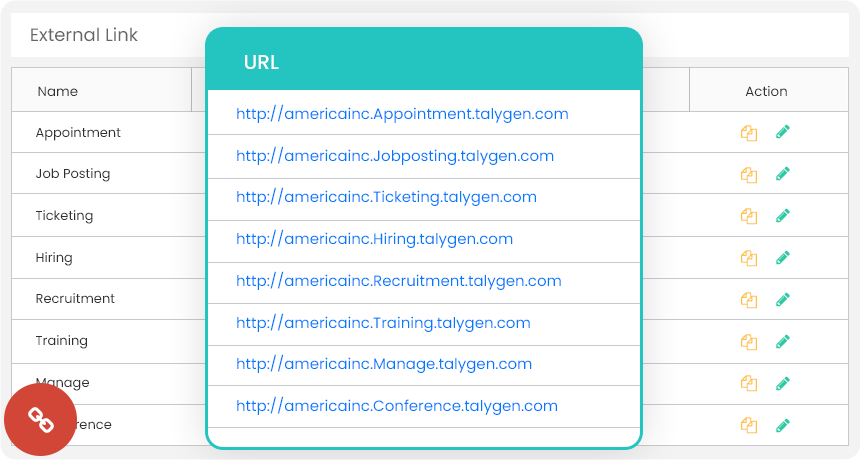 External Link
Name
URL
Action
Appointment
http://americainc.Appointment.talygen.com
Job Posting
http://americainc.Jobposting.talygen.com
Ticketing
http://americainc.Ticketing.talygen.com
Hiring
http://americainc.Hiring.talygen.com
Recruitment
http://americainc.Recruitment.talygen.com
Training
http://americainc.Training.talygen.com
Manage
http://americainc.Manage.talygen.com
http://americainc.Conference.talygen.com